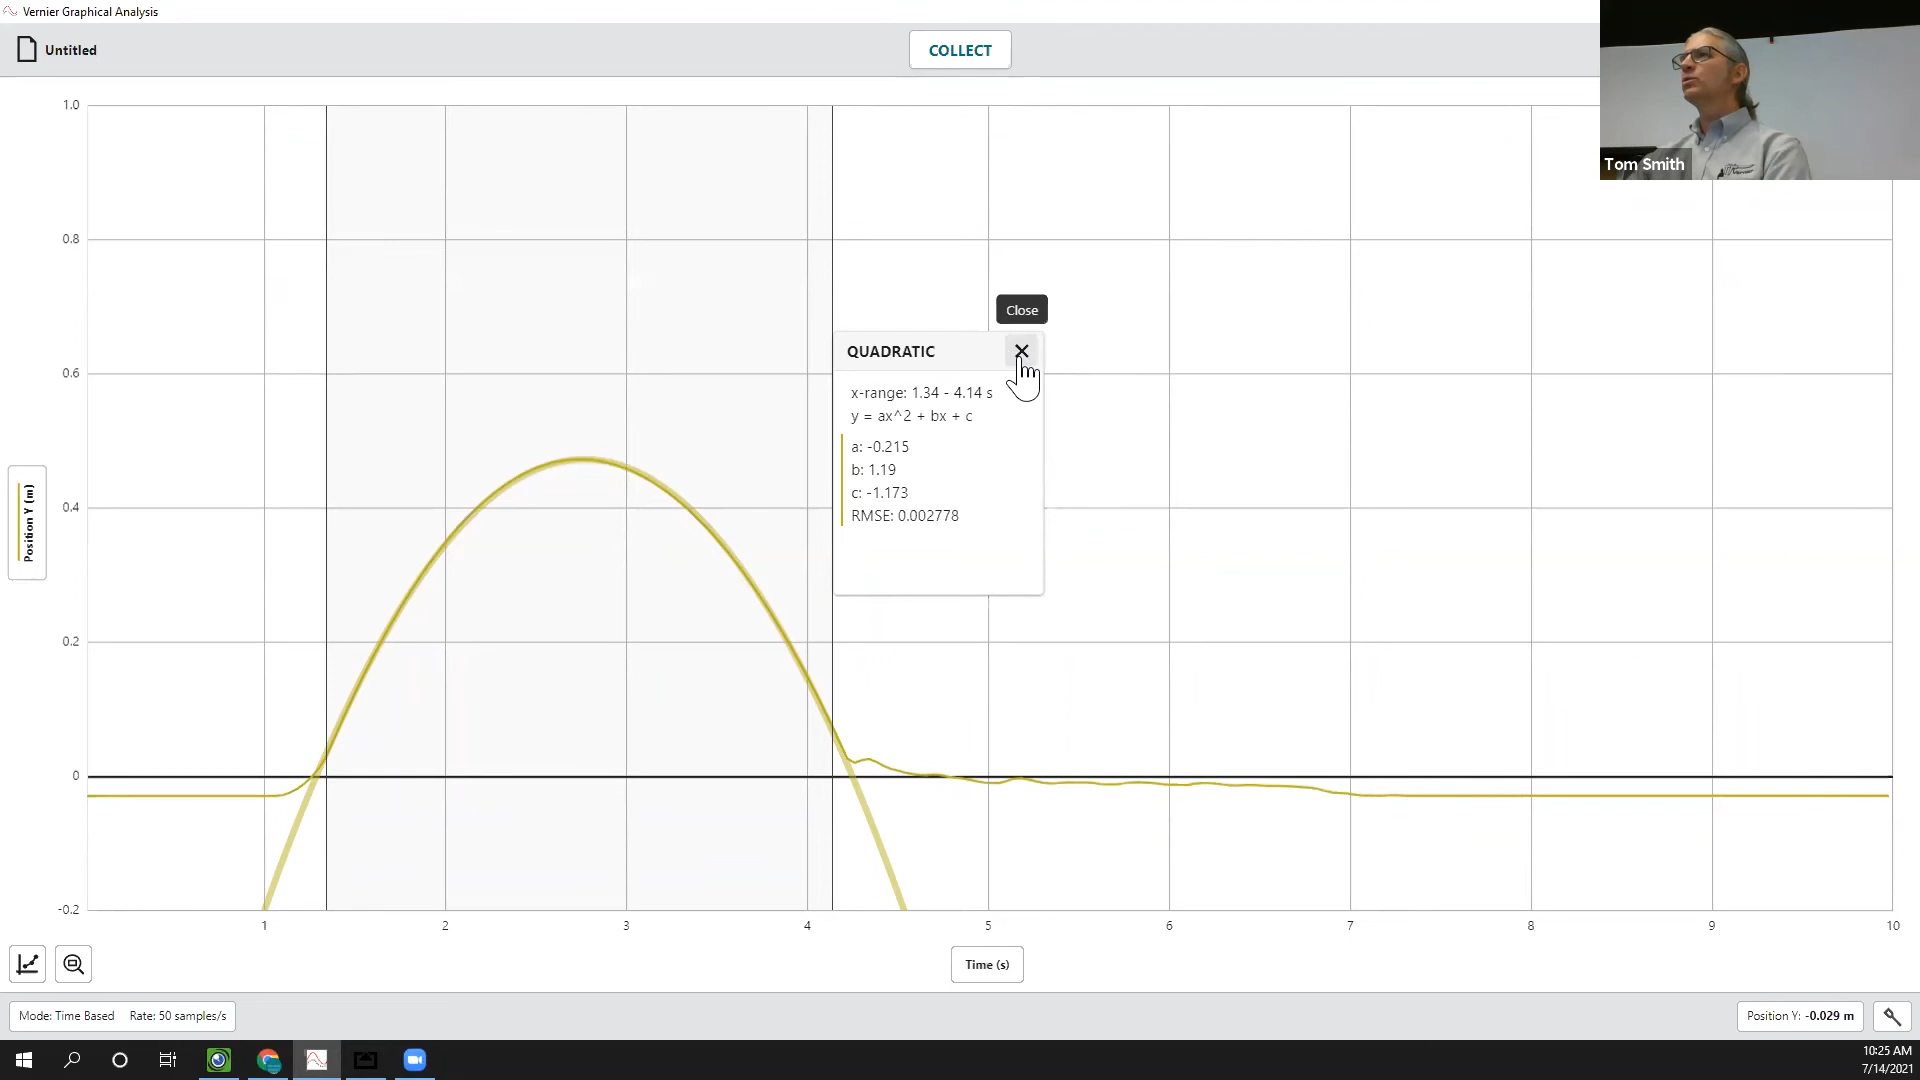 Vernier Graphical Analysis
Untitled
COLLECT
Tom Smith
1.0
0.8
0.6
0.4
0.2
0
-0.2
Position Y (m)
Close
QUADRATIC
x-range: 1.34 - 4.14 s
y = ax^2 + bx + c
a: -0.215
b: 1.19
c: -1.173
RMSE: 0.002778
1 2 3 4 5 6 7 8 9 10
Time (s)
Mode: Time Based Rate: 50 samples/s
Position Y: -0.029 m
10:25 AM
7/14/2021